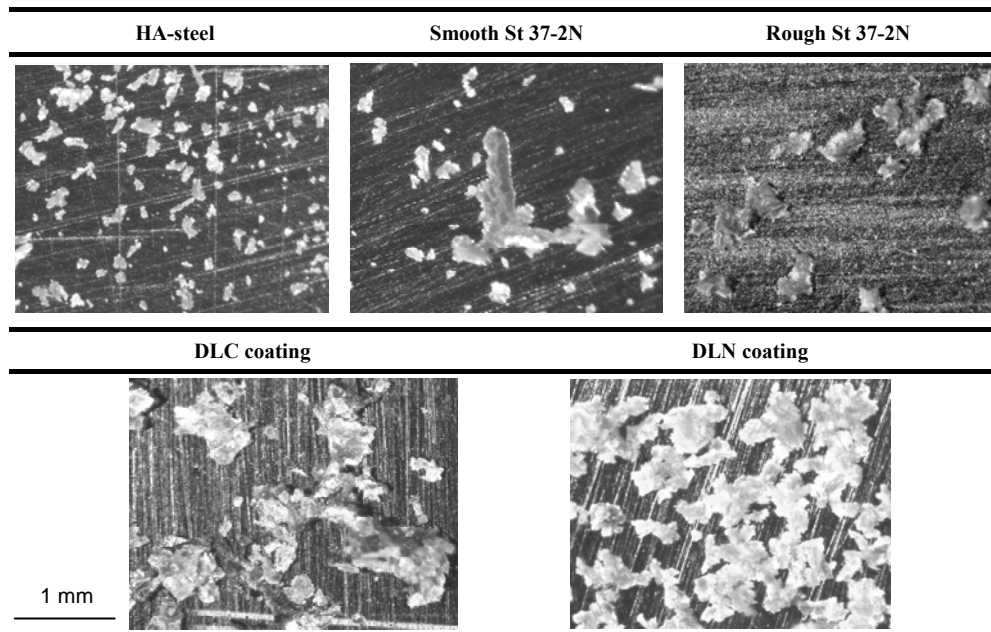 HA-steel Smooth St 37-2N Rough St 37-2N
DLC coating DLN coating
1 mm